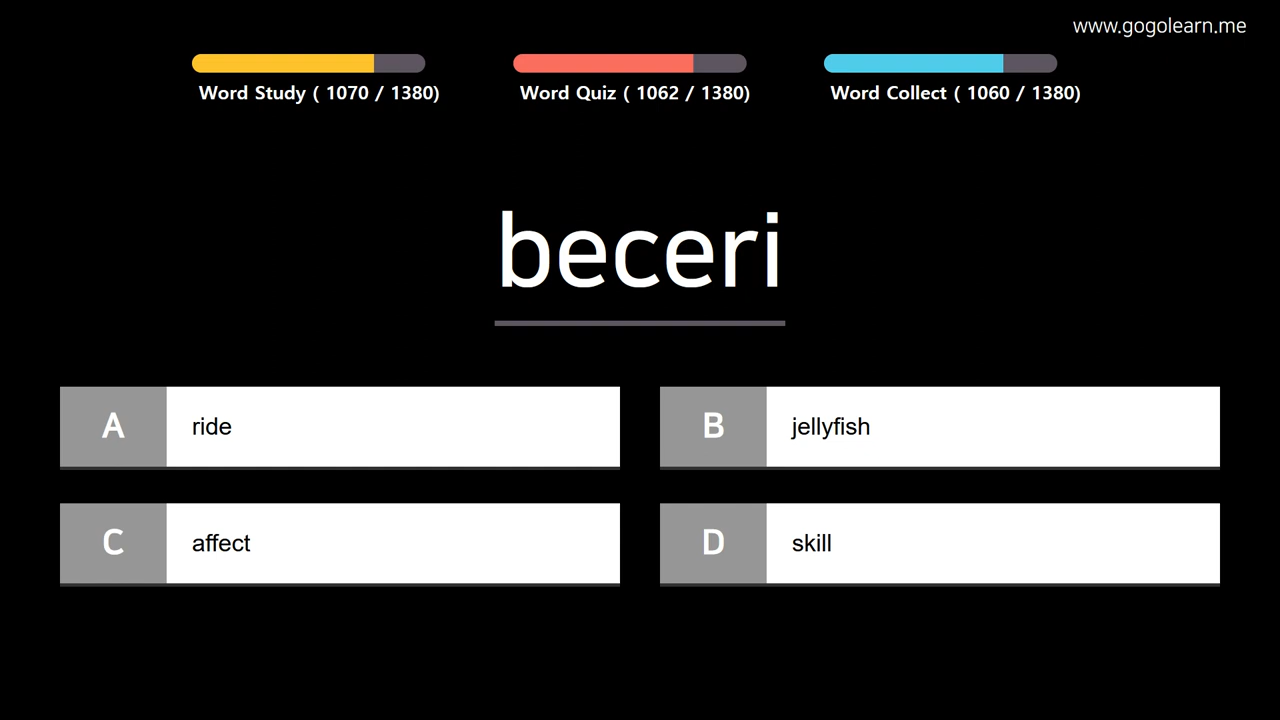 www.gogolearn.me
Word Study ( 1070 / 1380)
Word Quiz ( 1062 / 1380)
Word Collect ( 1060 / 1380)
beceri
A ride
B jellyfish
C affect
D skill